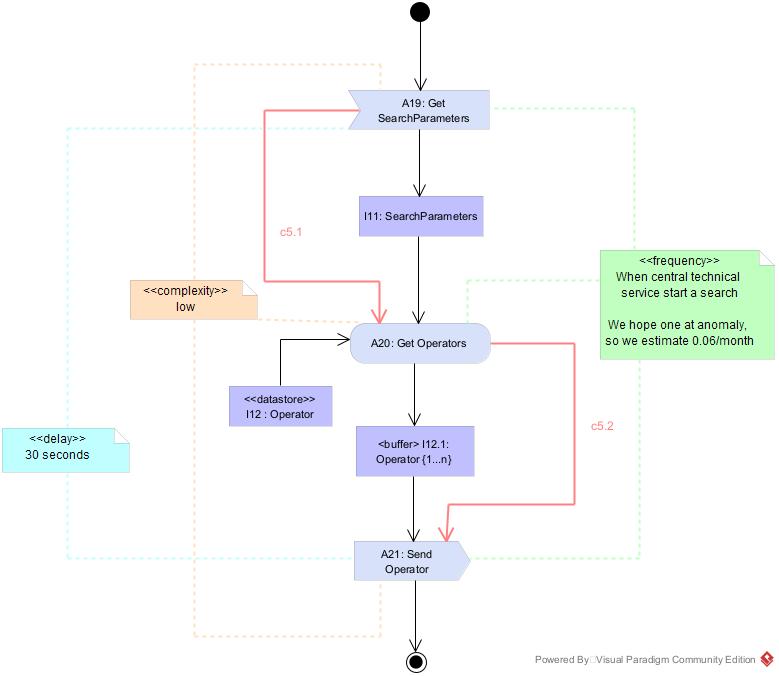 A19: Get
SearchParameters
I11: SearchParameters
c5.1
<<frequency>>
When central technical
service start a search
We hope one at anomaly,
so we estimate 0.06/month
<<complexity>>
low
A20: Get Operators
<<datastore>>
I12 : Operator
c5.2
<<delay>>
30 seconds
<buffer> I12.1:
Operator {1...n}
A21: Send
Operator
Powered By Visual Paradigm Community Edition